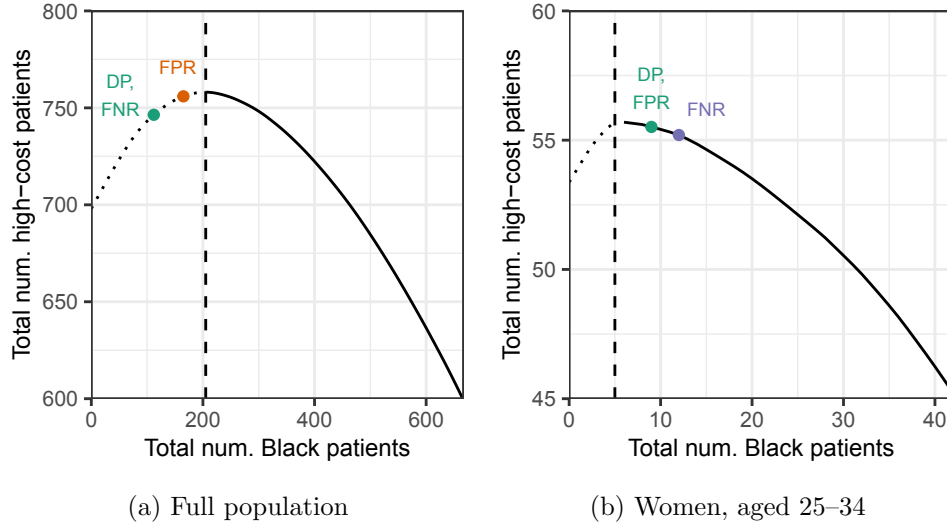 Total num. high−cost patients
800
750
700
650
600
DP,
FNR
FPR
0
200
400
600
Total num. Black patients
(a) Full population
Total num. high−cost patients
60
55
50
45
DP,
FPR
FNR
0
10
20
30
40
Total num. Black patients
(b) Women, aged 25–34